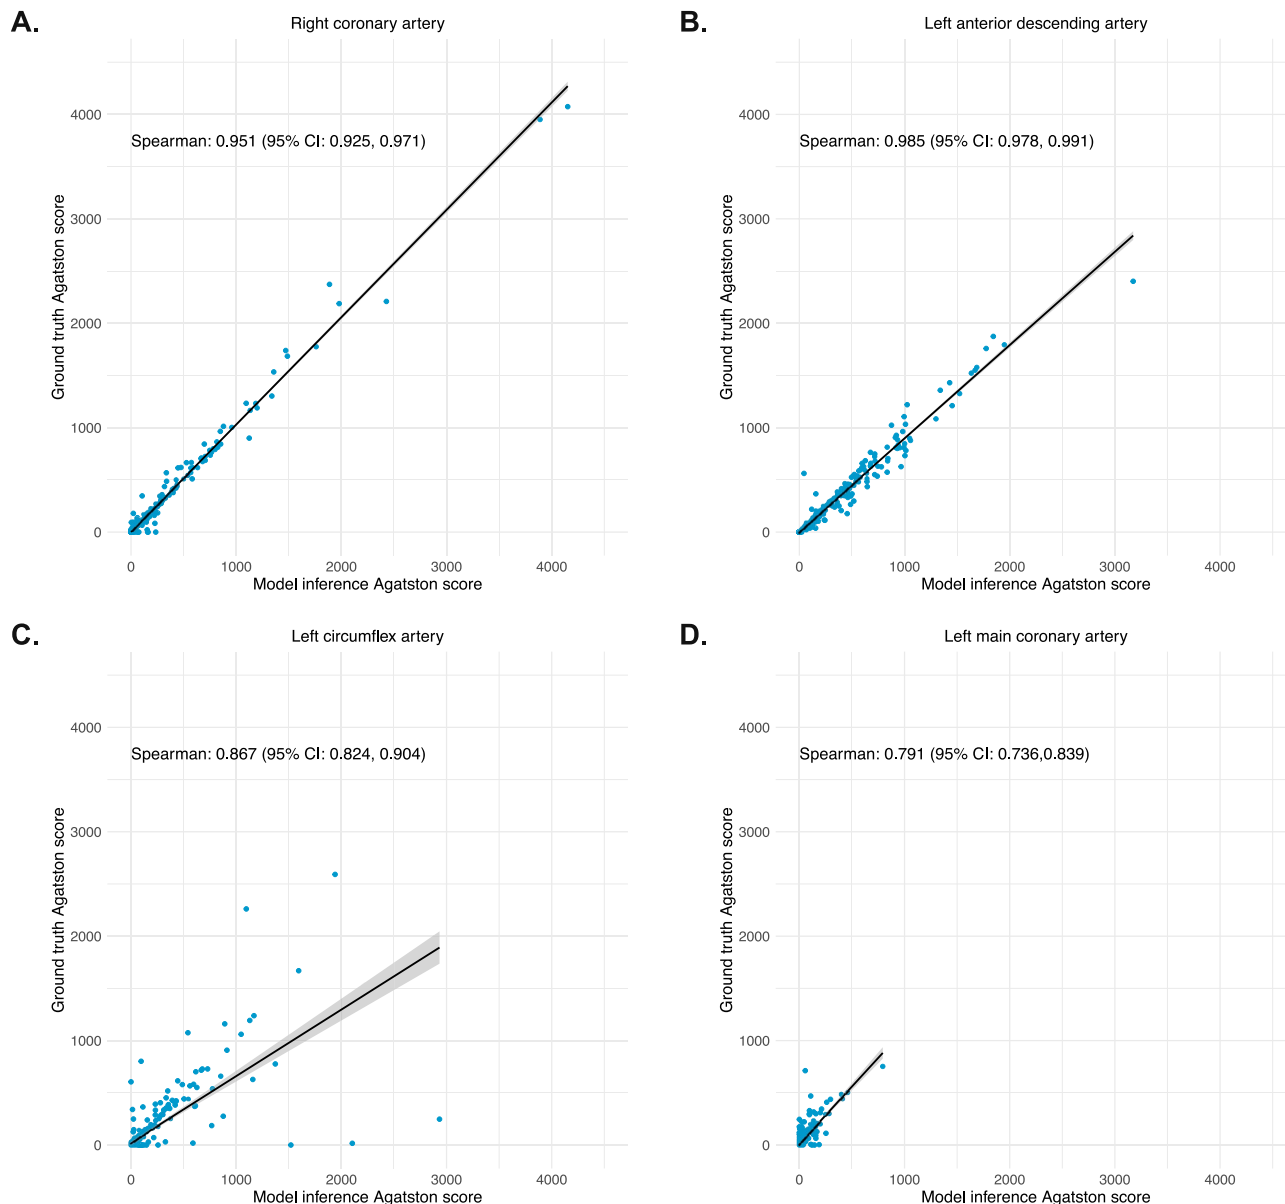 A.
Right coronary artery
Spearman: 0.951 (95% CI: 0.925, 0.971)
Ground truth Agatston score
4000
3000
2000
1000
0
0 1000 2000 3000 4000
Model inference Agatston score
B.
Left anterior descending artery
Spearman: 0.985 (95% CI: 0.978, 0.991)
Ground truth Agatston score
4000
3000
2000
1000
0
0 1000 2000 3000 4000
Model inference Agatston score
C.
Left circumflex artery
Spearman: 0.867 (95% CI: 0.824, 0.904)
Ground truth Agatston score
4000
3000
2000
1000
0
0 1000 2000 3000 4000
Model inference Agatston score
D.
Left main coronary artery
Spearman: 0.791 (95% CI: 0.736,0.839)
Ground truth Agatston score
4000
3000
2000
1000
0
0 1000 2000 3000 4000
Model inference Agatston score